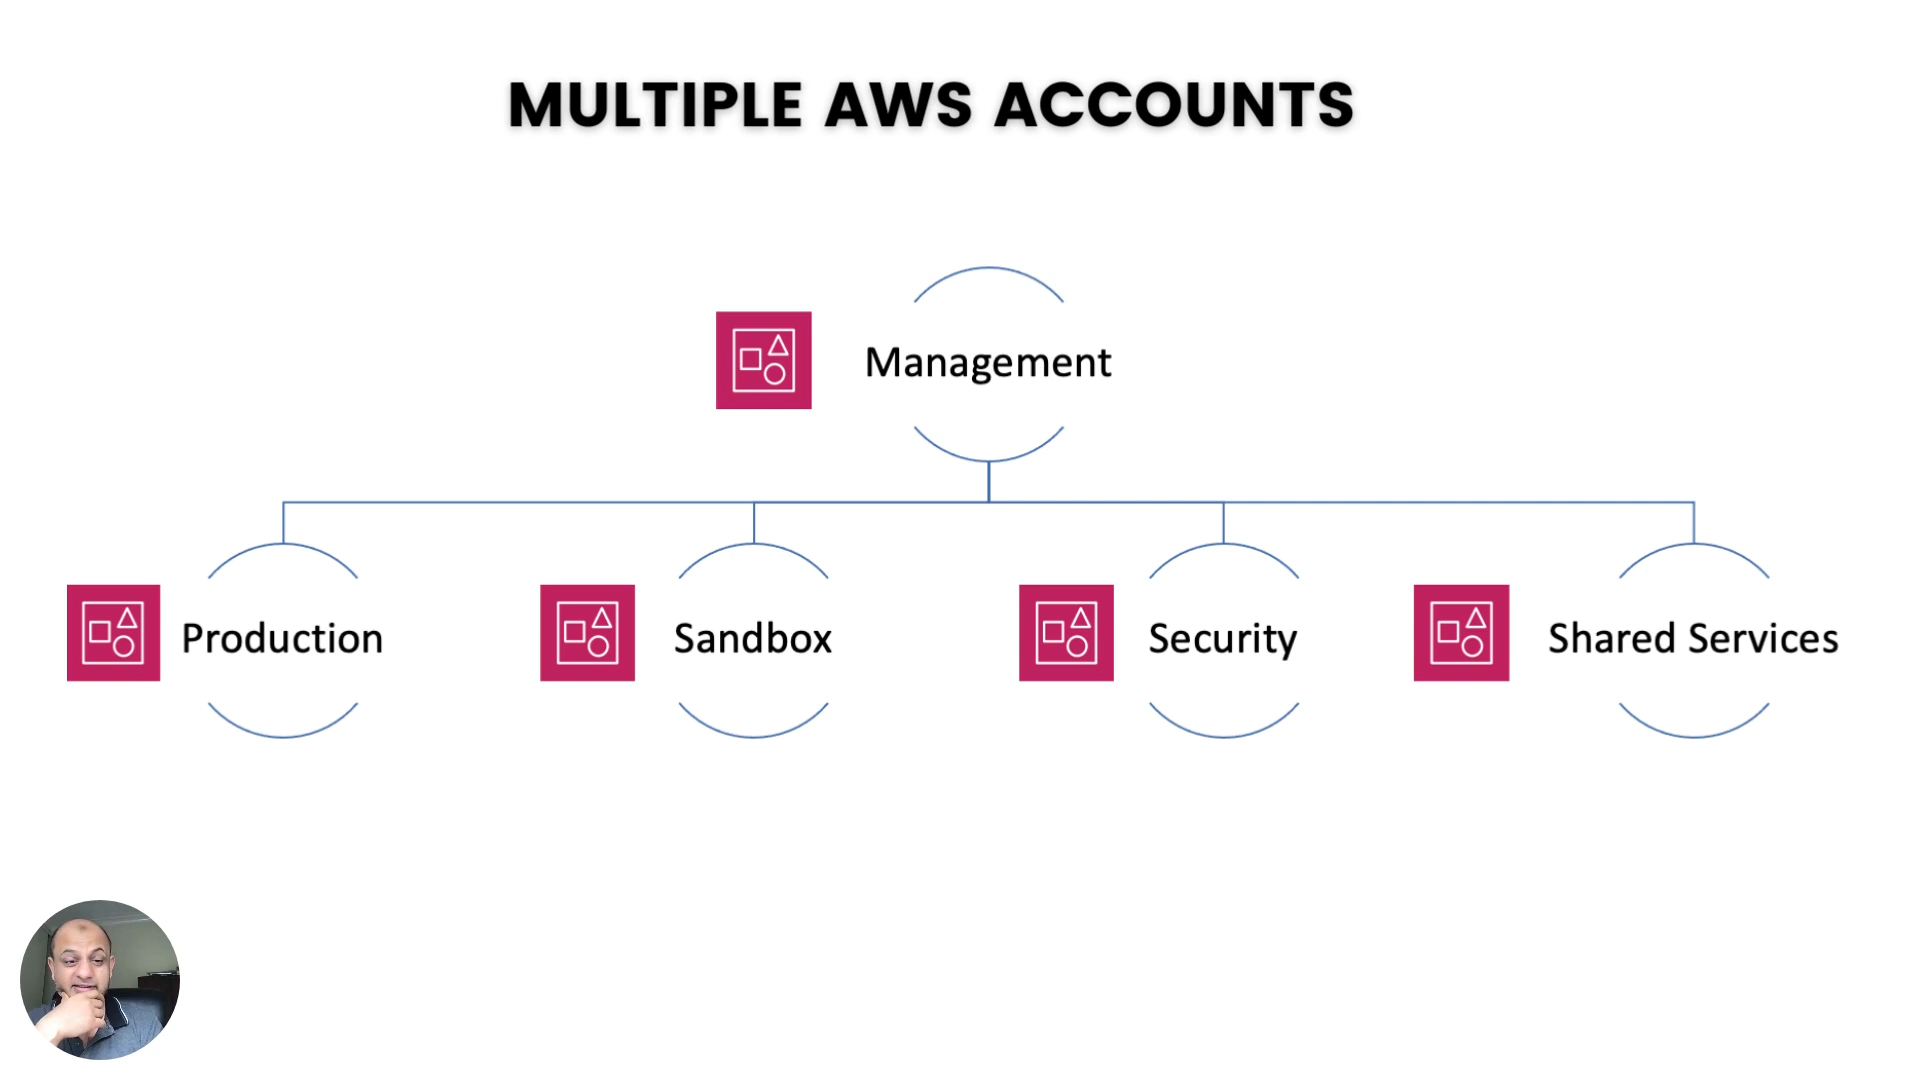 MULTIPLE AWS ACCOUNTS
Management
Production
Sandbox
Security
Shared Services